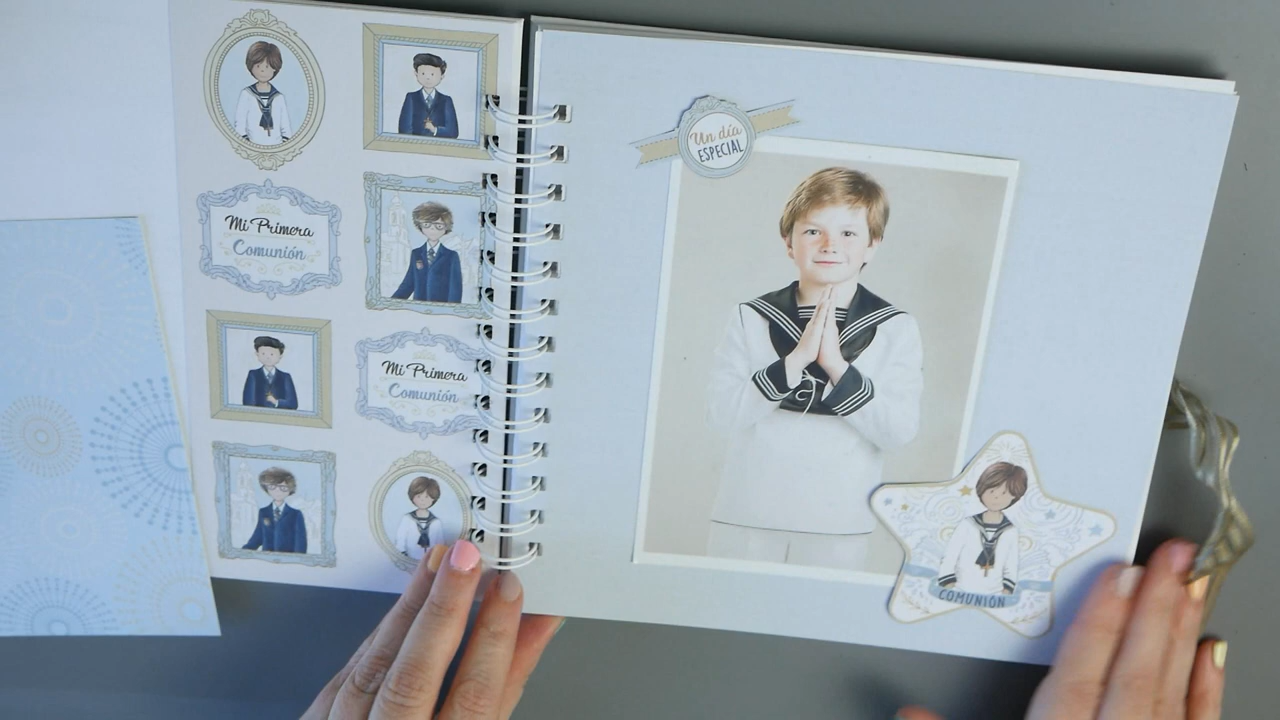 Mi Primera
Comunión
Mi Primera
Comunión
Un día
ESPECIAL
COMUNIÓN